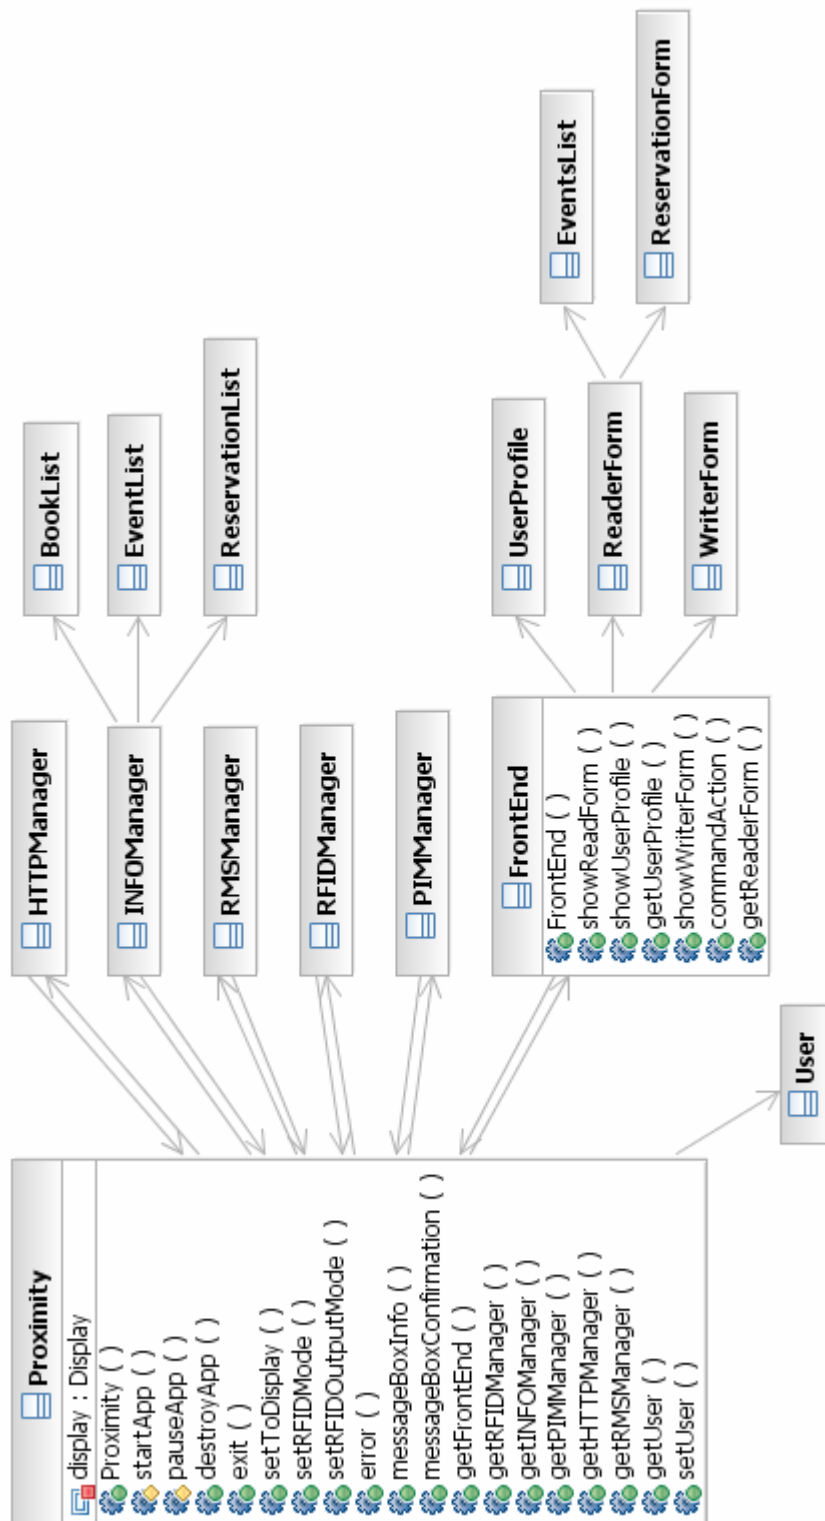 Proximity
display : Display
Proximity ( )
startApp ( )
pauseApp ( )
destroyApp ( )
exit ( )
setToDisplay ( )
setRFIDMode ( )
setRFIDOutputMode ( )
error ( )
messageBoxInfo ( )
messageBoxConfirmation ( )
getFrontEnd ( )
getRFIDManager ( )
getINFOManager ( )
getPIMManager ( )
getHTTPManager ( )
getRMSManager ( )
getUser ( )
setUser ( )
User
HTTPManager
INFOManager
RMSManager
RFIDManager
PIMManager
FrontEnd
FrontEnd ( )
showReadForm ( )
showUserProfile ( )
getUserProfile ( )
showWriterForm ( )
commandAction ( )
getReaderForm ( )
BookList
EventList
ReservationList
UserProfile
ReaderForm
WriterForm
EventsList
ReservationForm